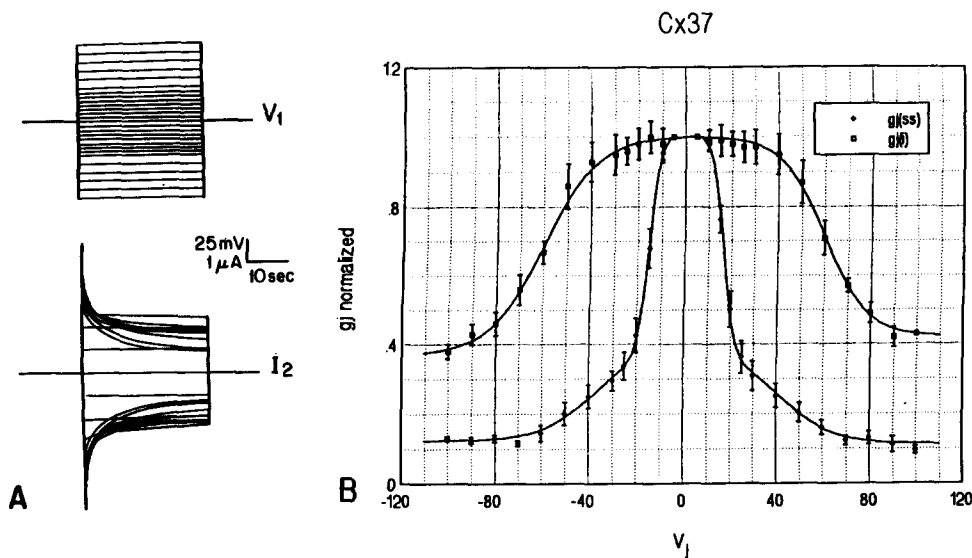 Cx37
V1
25mV
1μA
10sec
I2
A
B
gj normalized
12
.8
.4
0
gj(ss)
gj(i)
-120 -80 -40 0 40 80 120
Vj